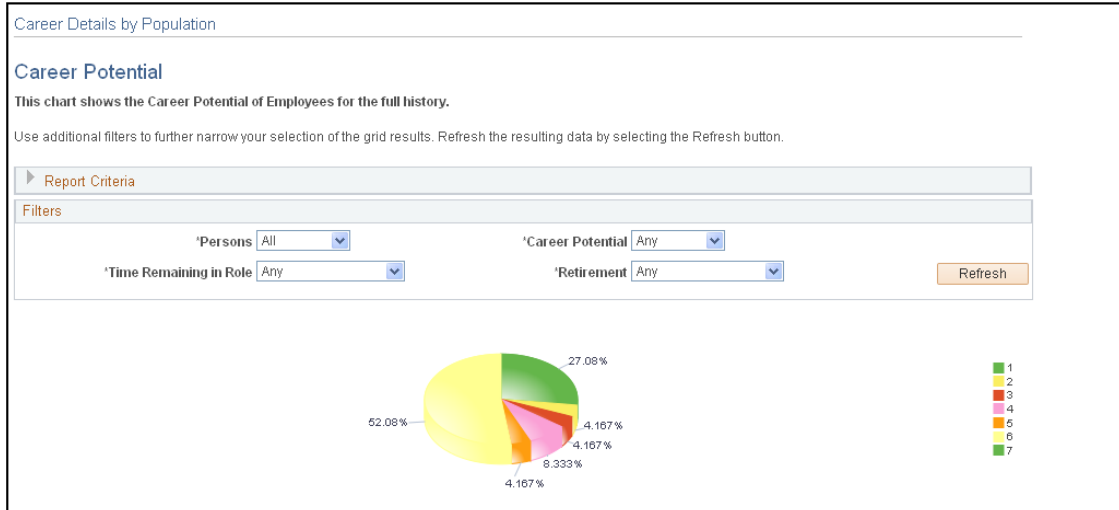 Career Details by Population
Career Potential
This chart shows the Career Potential of Employees for the full history.
Use additional filters to further narrow your selection of the grid results. Refresh the resulting data by selecting the Refresh button.
Report Criteria
Filters
*Persons All *Career Potential Any
*Time Remaining in Role Any *Retirement Any Refresh
27.08%
52.08%
4.167%
4.167%
8.333%
4.167%
1
2
3
4
5
6
7